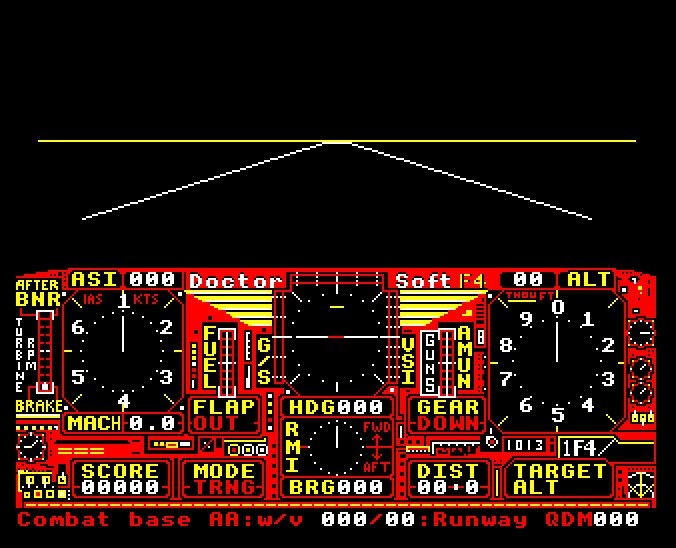 AFTER BNR
ASI 000
Doctor Soft F4
00 ALT
IAS 1 KTS
2
3
4
5
6
TURBINE RPM
BRAKE
MACH 0.0
FUEL
G/S
VSI
GUNS
AMUN
THOU FT
0
1
2
3
4
5
6
7
8
9
FLAP
OUT
HDG000
RMI
FWD
AFT
BRG000
GEAR
DOWN
1013
1F4
SCORE
00000
MODE
TRNG
DIST
00.0
TARGET
ALT
Combat base AA:w/v 000/00:Runway QDM000